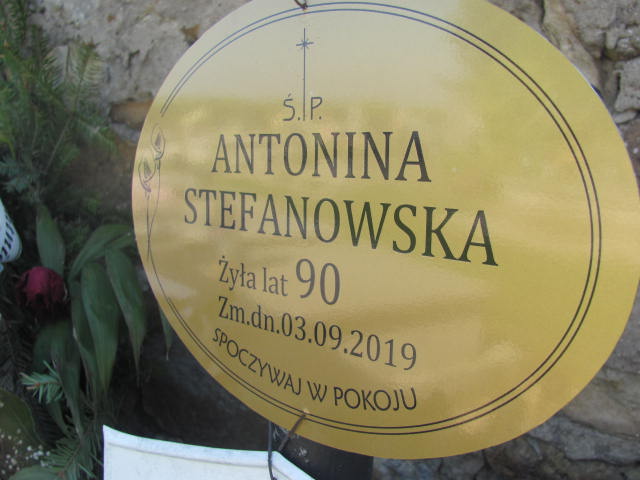 Ś.P.
ANTONINA
STEFANOWSKA
Żyła lat 90
Zm.dn.03.09.2019
SPOCZYWAJ W POKOJU